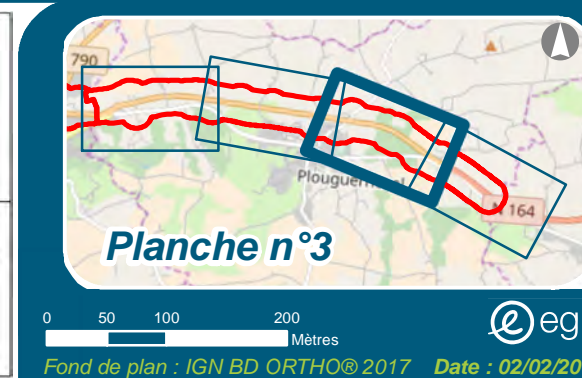 790
Plouguernével
N 164
Planche n°3
0 50 100 200
Mètres
eg
Fond de plan : IGN BD ORTHO® 2017 Date : 02/02/20